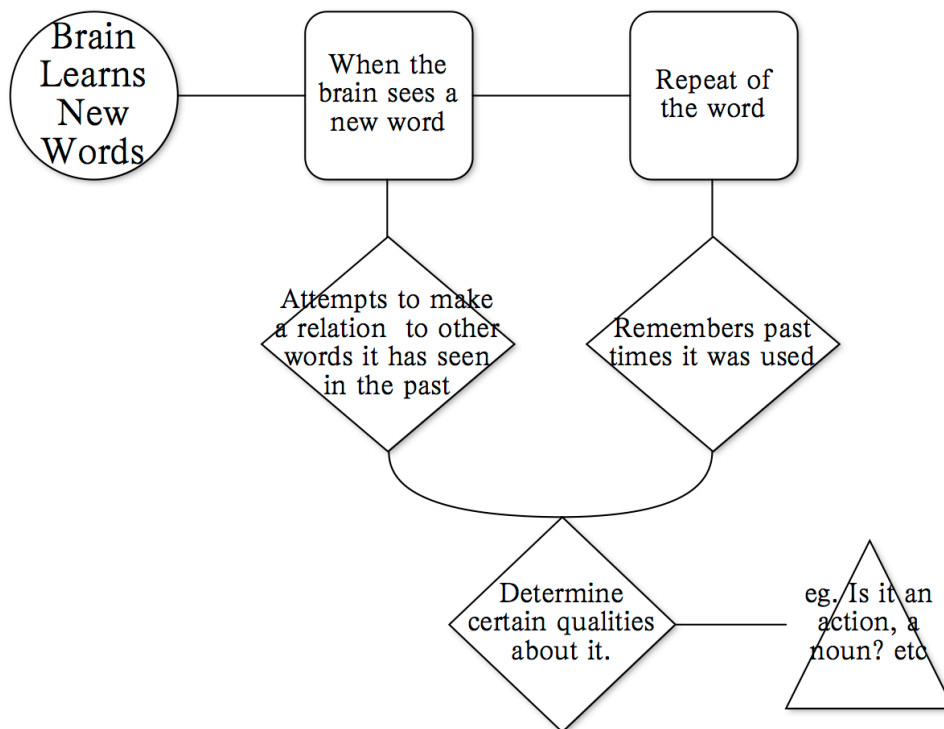 Brain
Learns
New
Words
When the
brain sees a
new word
Repeat of
the word
Attempts to make
a relation to other
words it has seen
in the past
Remembers past
times it was used
Determine
certain qualities
about it.
eg. Is it an
action, a
noun? etc